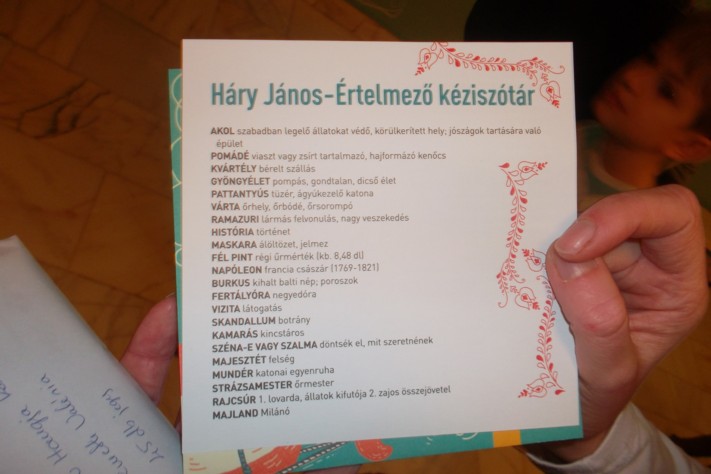 Háry János-Értelmező kéziszótár
AKOL szabadban legelő állatokat védő, körülkerített hely; jószágok tartására való
épület
POMÁDÉ viaszt vagy zsírt tartalmazó, hajformázó kenőcs
KVÁRTÉLY bérelt szállás
GYÖNGYÉLET pompás, gondtalan, dicső élet
PATTANTYÚS tüzér, ágyúkezelő katona
VÁRTA őrhely, őrbódé, őrsorompó
RAMAZURI lármás felvonulás, nagy veszekedés
HISTÓRIA történet
MASKARA álöltözet, jelmez
FÉL PINT régi űrmérték (kb. 8,48 dl)
NAPÓLEON francia császár (1769-1821)
BURKUS kihalt balti nép; poroszok
FERTÁLYÓRA negyedóra
VIZITA látogatás
SKANDALLUM botrány
KAMARÁS kincstáros
SZÉNA-E VAGY SZALMA döntsék el, mit szeretnének
MAJESZTÉT felség
MUNDÉR katonai egyenruha
STRÁZSAMESTER őrmester
RAJCSÚR 1. lovarda, állatok kifutója 2. zajos összejövetel
MAJLAND Milánó